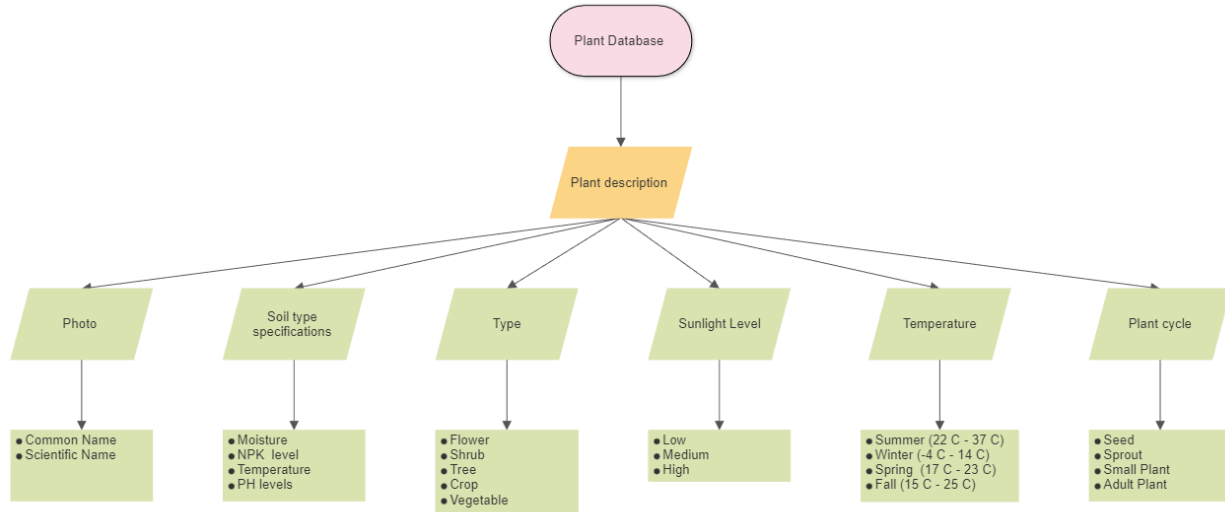 Plant Database
Plant description
Photo
Soil type
specifications
Type
Sunlight Level
Temperature
Plant cycle
● Common Name
● Scientific Name
● Moisture
● NPK level
● Temperature
● PH levels
● Flower
● Shrub
● Tree
● Crop
● Vegetable
● Low
● Medium
● High
● Summer (22 C - 37 C)
● Winter (-4 C - 14 C)
● Spring (17 C - 23 C)
● Fall (15 C - 25 C)
● Seed
● Sprout
● Small Plant
● Adult Plant